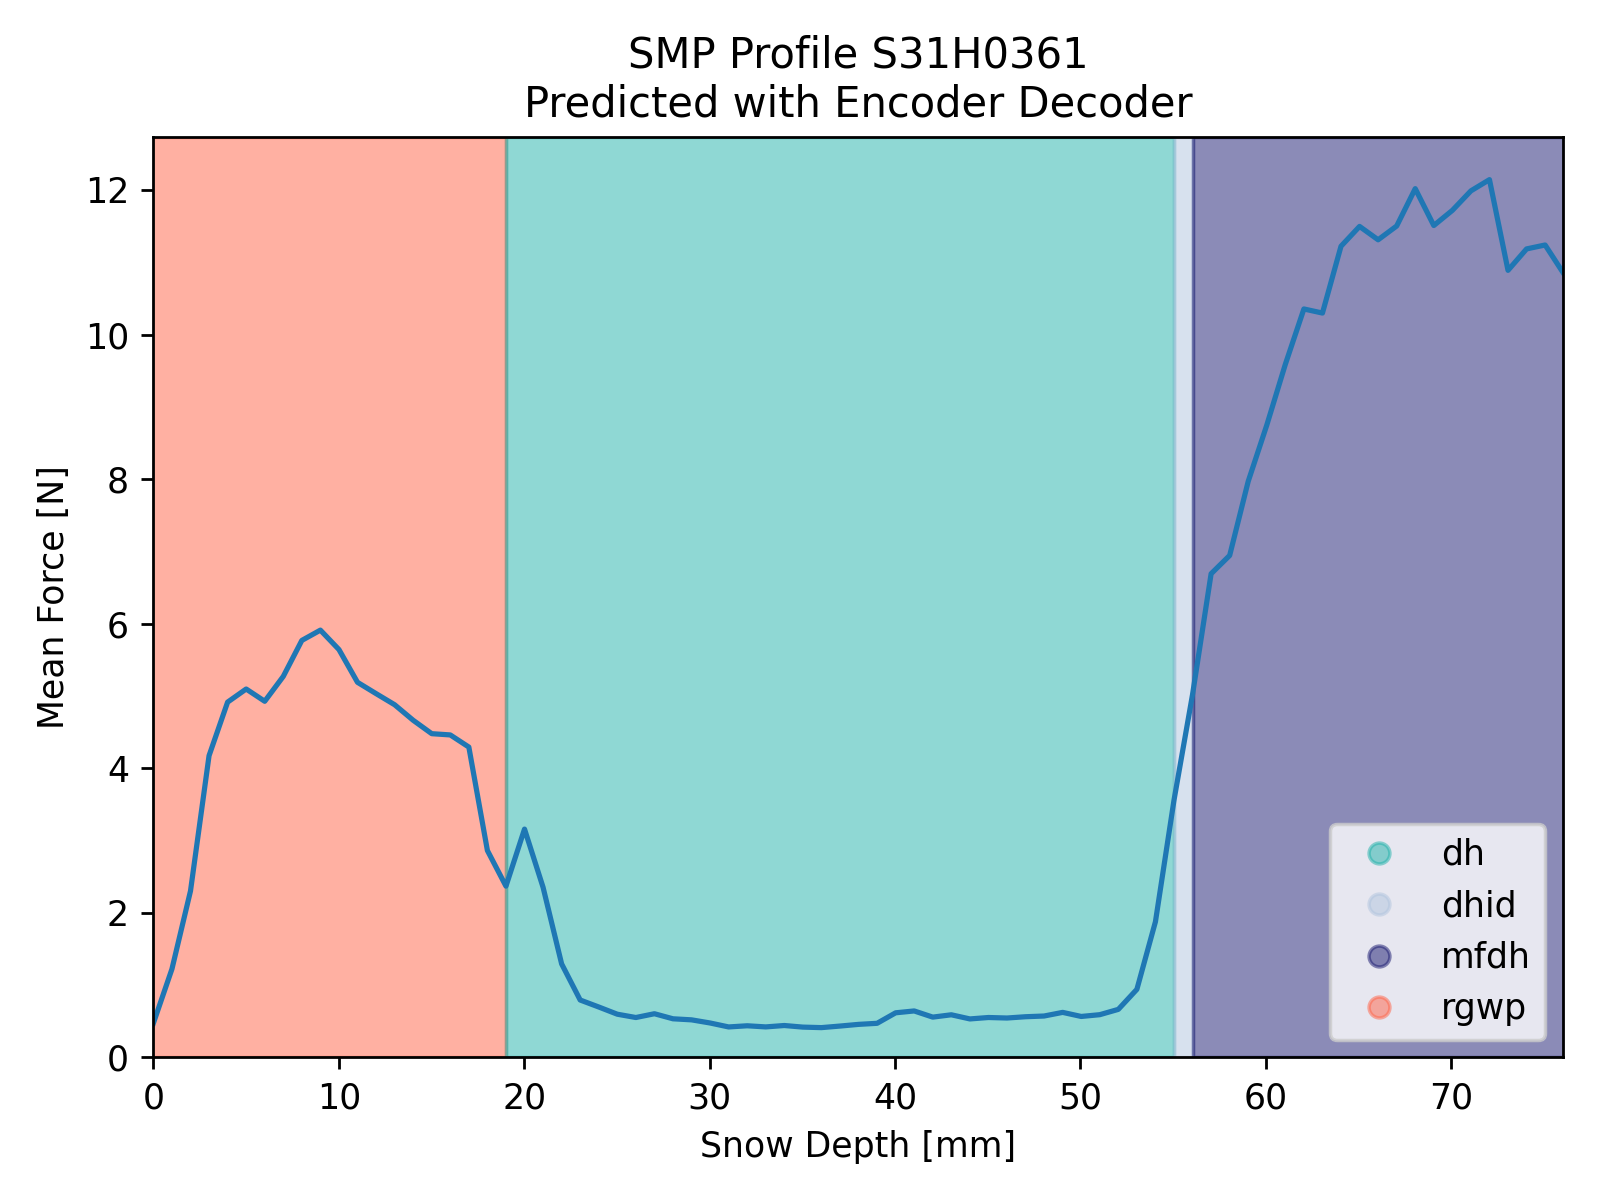 SMP Profile S31H0361
Predicted with Encoder Decoder
Mean Force [N]
12
10
8
6
4
2
0
0 10 20 30 40 50 60 70
Snow Depth [mm]
dh
dhid
mfdh
rgwp